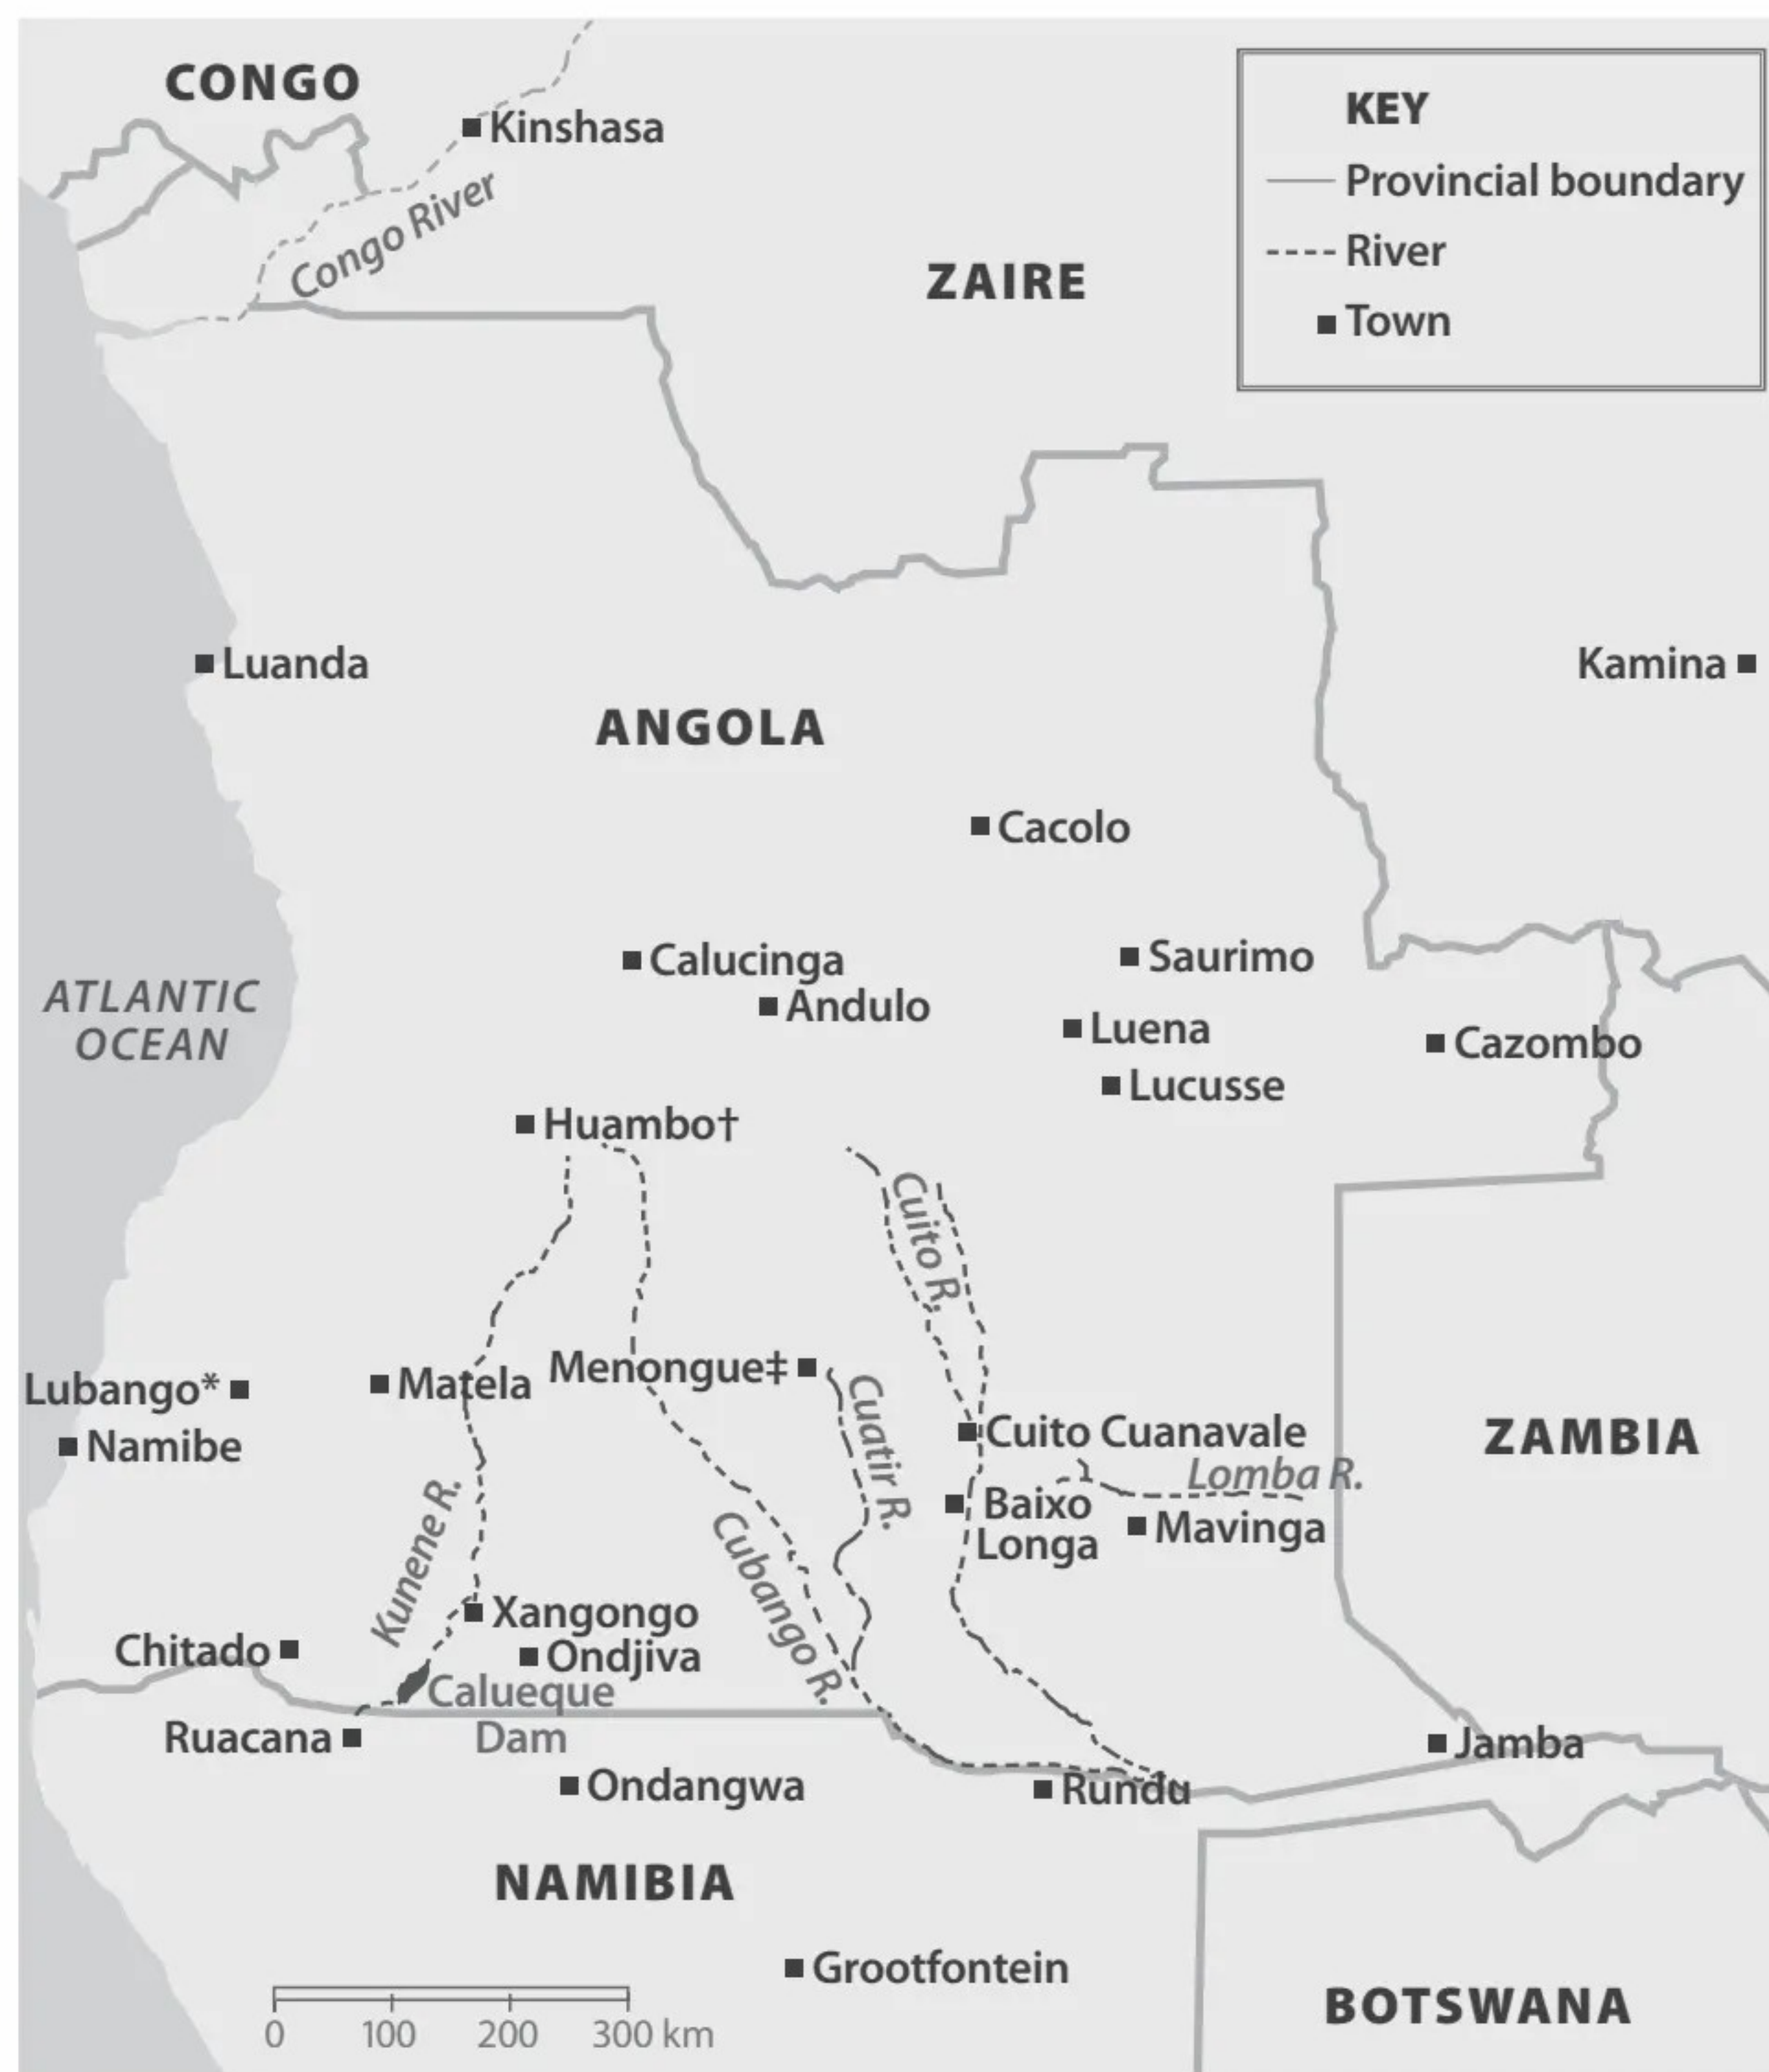 CONGO
Kinshasa
Congo River
ZAIRE
KEY
Provincial boundary
River
Town
Luanda
Kamina
ANGOLA
Cacolo
Calucinga
Saurimo
Andulo
ATLANTIC
OCEAN
Luena
Cazombo
Lucusse
Huambo†
Cuito R.
Lubango*
Matela
Menongue‡
Cuatir R.
Namibe
Cuito Cuanavale
ZAMBIA
Lomba R.
Baixo
Longa
Mavinga
Kunene R.
Cubango R.
Xangongo
Chitado
Ondjiva
Calueque
Dam
Ruacana
Jamba
Ondangwa
Rundu
NAMIBIA
Grootfontein
BOTSWANA
0 100 200 300 km